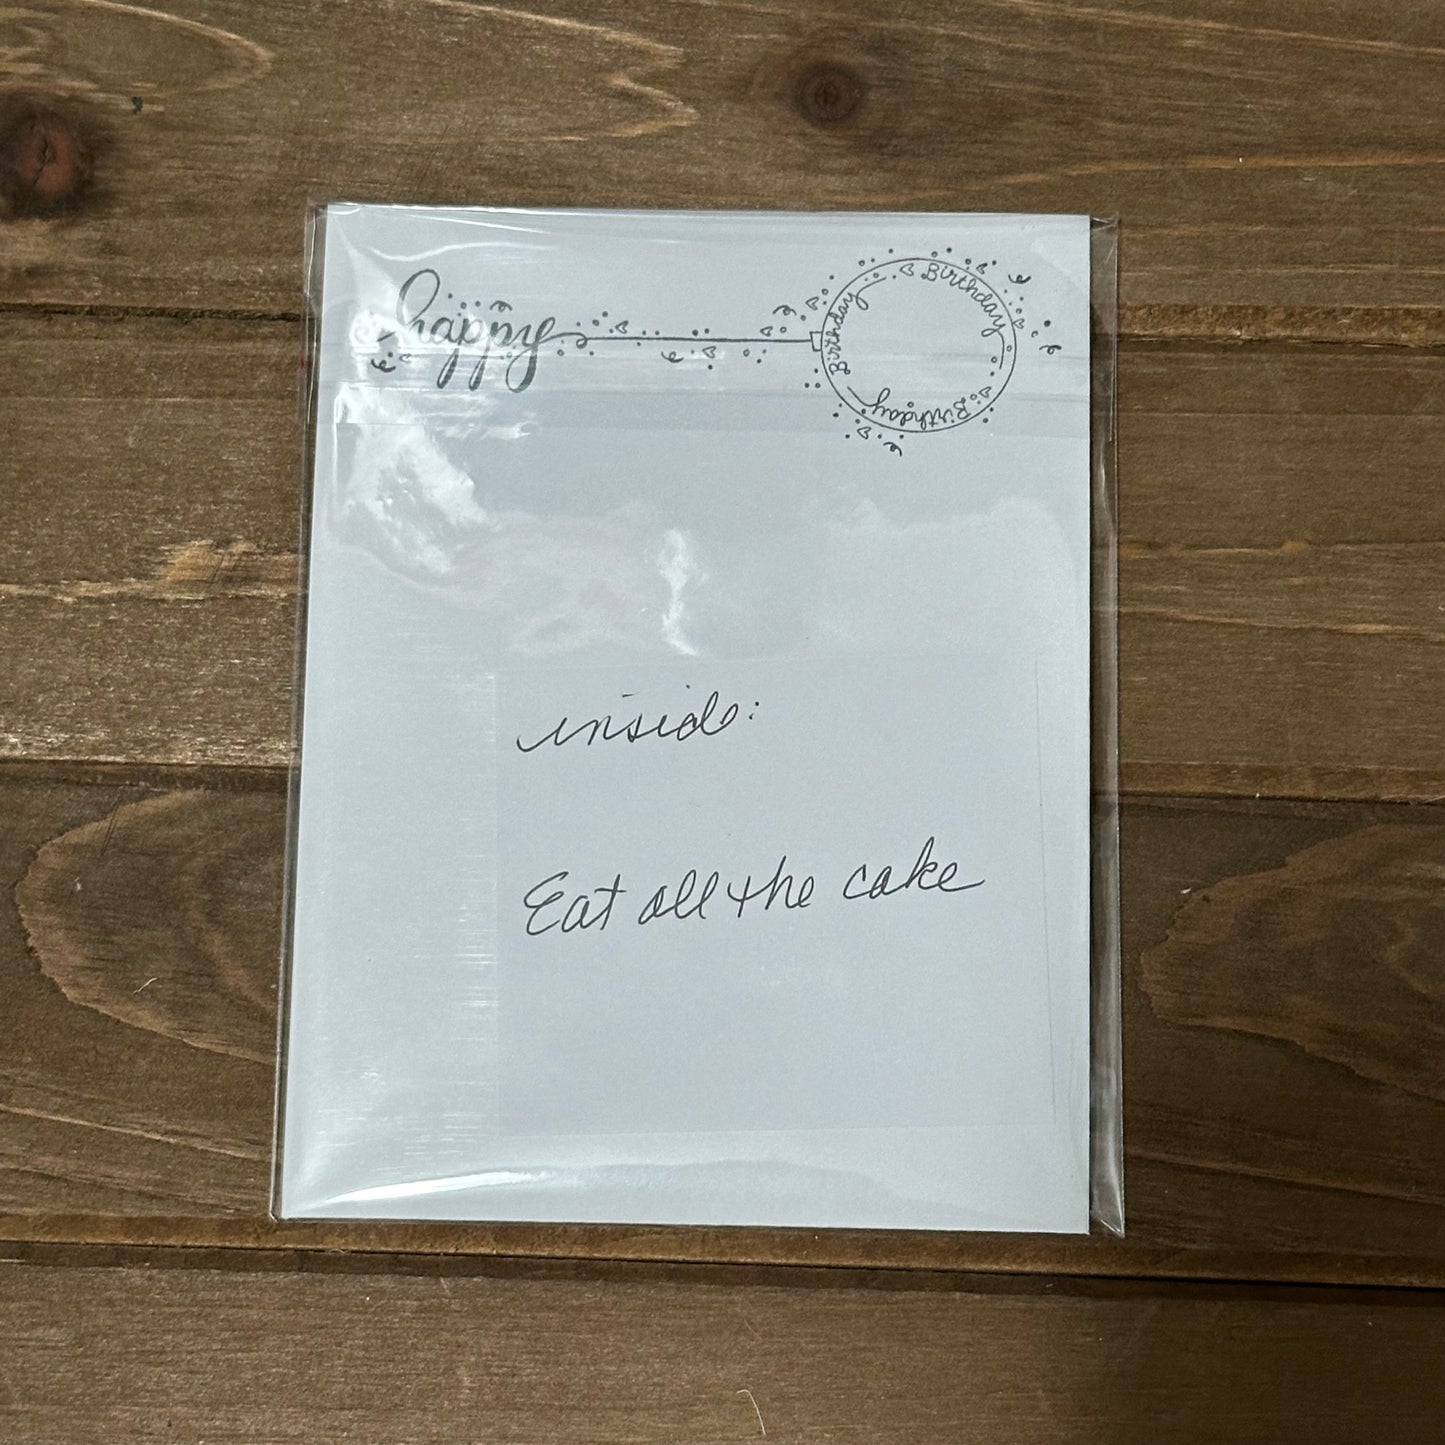 happy
Birthday Birthday Birthday
inside:
Eat all the cake